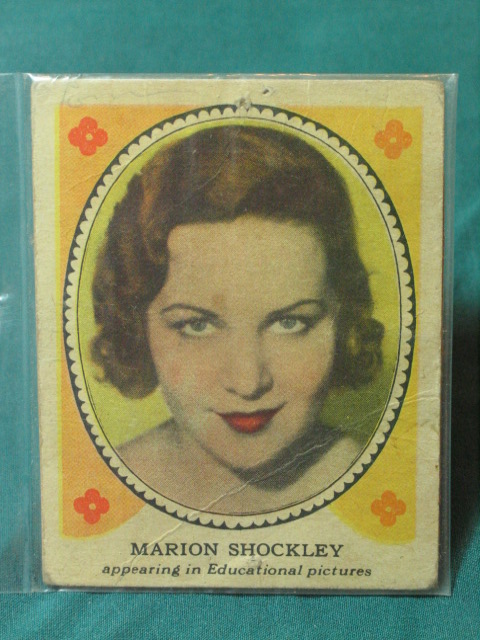 MARION SHOCKLEY
appearing in Educational pictures